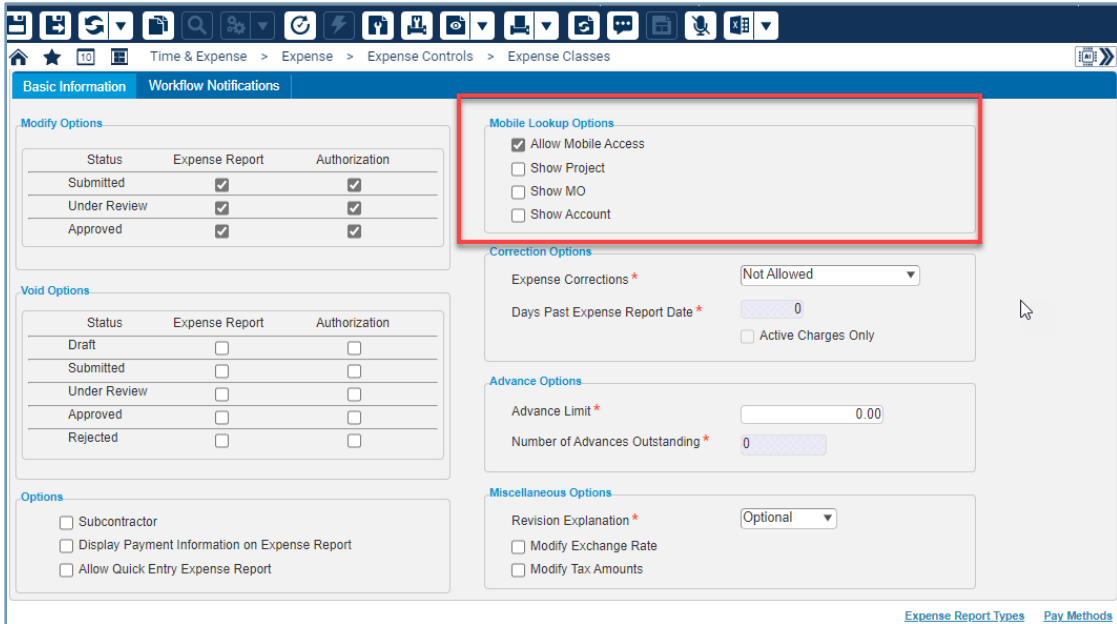 10
Time & Expense > Expense > Expense Controls > Expense Classes
AI
Basic Information Workflow Notifications
Modify Options
Status Expense Report Authorization
Submitted
Under Review
Approved
Void Options
Status Expense Report Authorization
Draft
Submitted
Under Review
Approved
Rejected
Options
Subcontractor
Display Payment Information on Expense Report
Allow Quick Entry Expense Report
Mobile Lookup Options
Allow Mobile Access
Show Project
Show MO
Show Account
Correction Options
Expense Corrections * Not Allowed
Days Past Expense Report Date * 0
Active Charges Only
Advance Options
Advance Limit * 0.00
Number of Advances Outstanding * 0
Miscellaneous Options
Revision Explanation * Optional
Modify Exchange Rate
Modify Tax Amounts
Expense Report Types Pay Methods